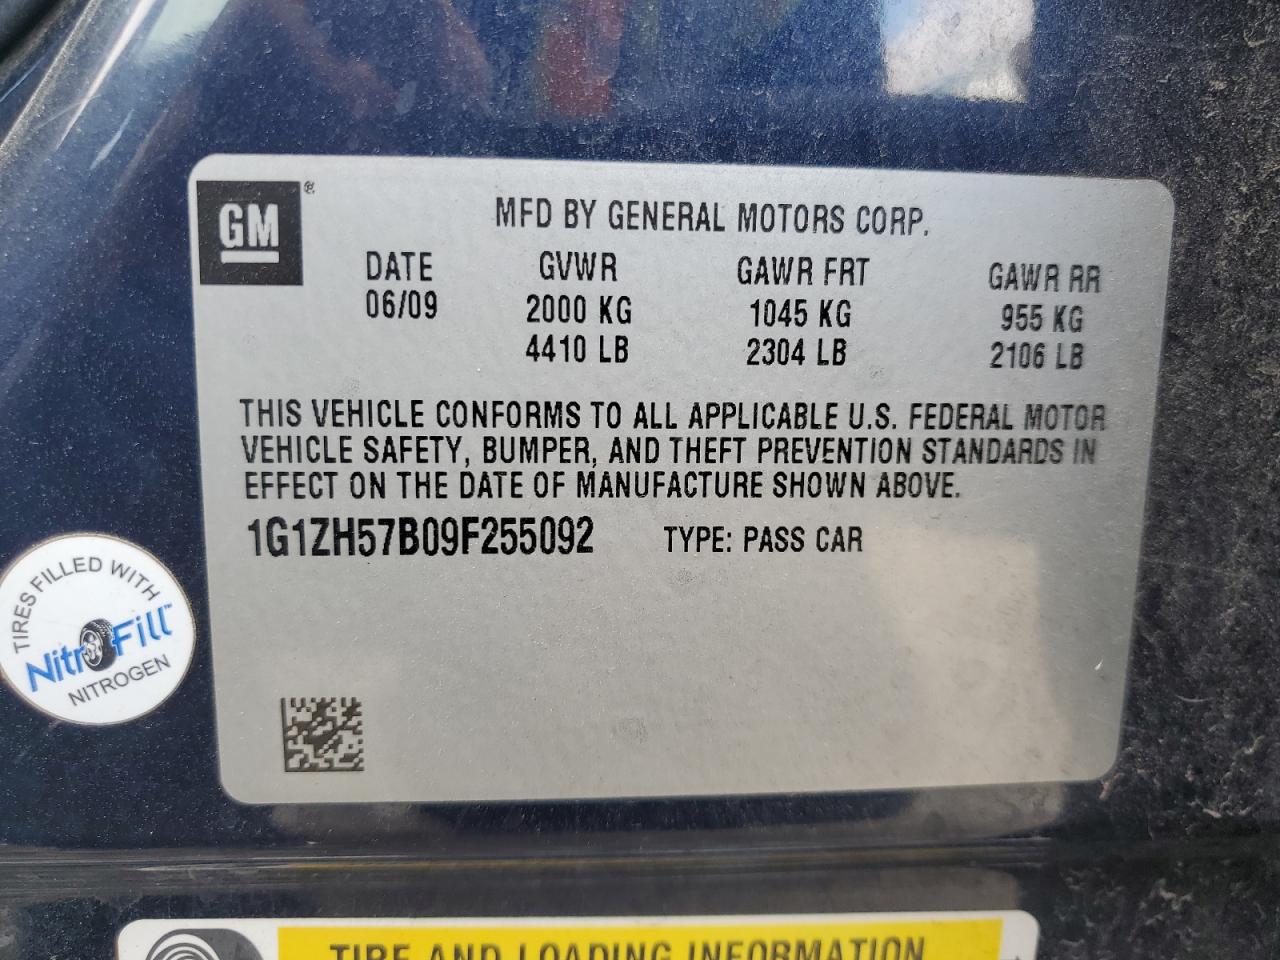 GM®
MFD BY GENERAL MOTORS CORP.
DATE GVWR GAWR FRT GAWR RR
06/09 2000 KG 1045 KG 955 KG
4410 LB 2304 LB 2106 LB
THIS VEHICLE CONFORMS TO ALL APPLICABLE U.S. FEDERAL MOTOR
VEHICLE SAFETY, BUMPER, AND THEFT PREVENTION STANDARDS IN
EFFECT ON THE DATE OF MANUFACTURE SHOWN ABOVE.
1G1ZH57B09F255092 TYPE: PASS CAR
TIRES FILLED WITH
NitroFill™
NITROGEN
TIRE AND LOADING INFORMATION